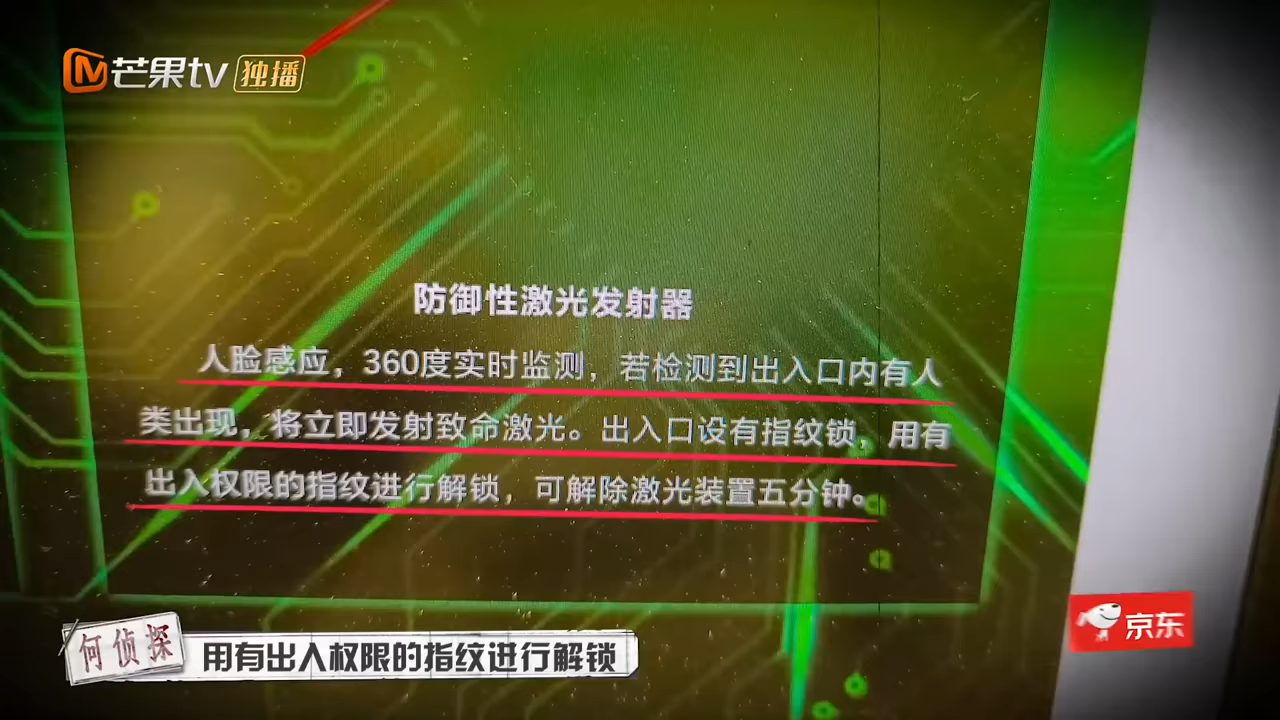 芒果tv 独播
防御性激光发射器
人脸感应，360度实时监测，若检测到出入口内有人
类出现，将立即发射致命激光。出入口设有指纹锁，用有
出入权限的指纹进行解锁，可解除激光装置五分钟。
京东
何侦探 用有出入权限的指纹进行解锁